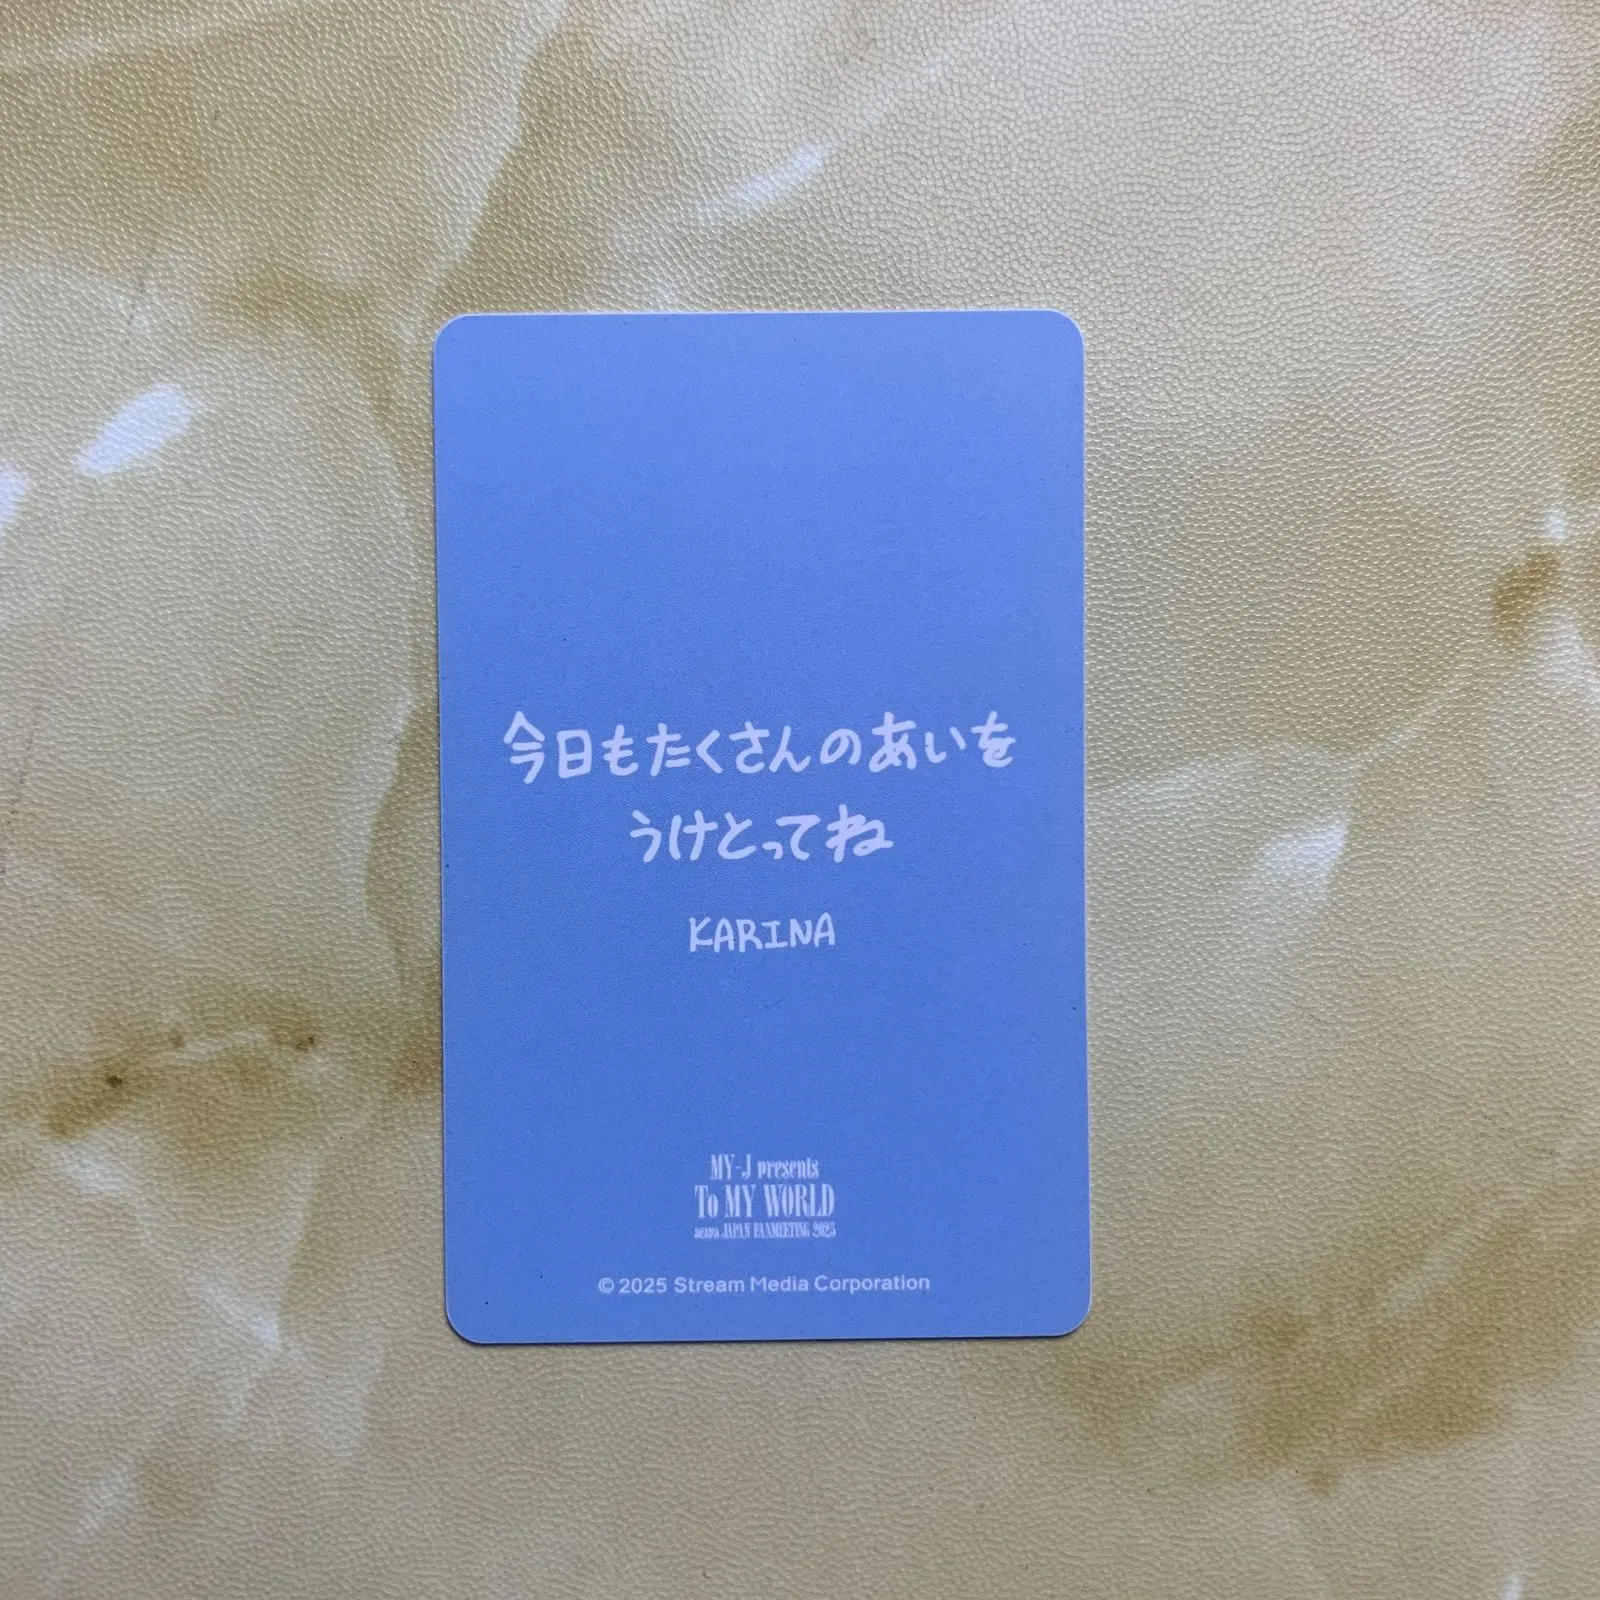 今日もたくさんのあいを
うけとってね
KARINA
MY-J presents
To MY WORLD
aespa JAPAN FANMEETING 2025
© 2025 Stream Media Corporation